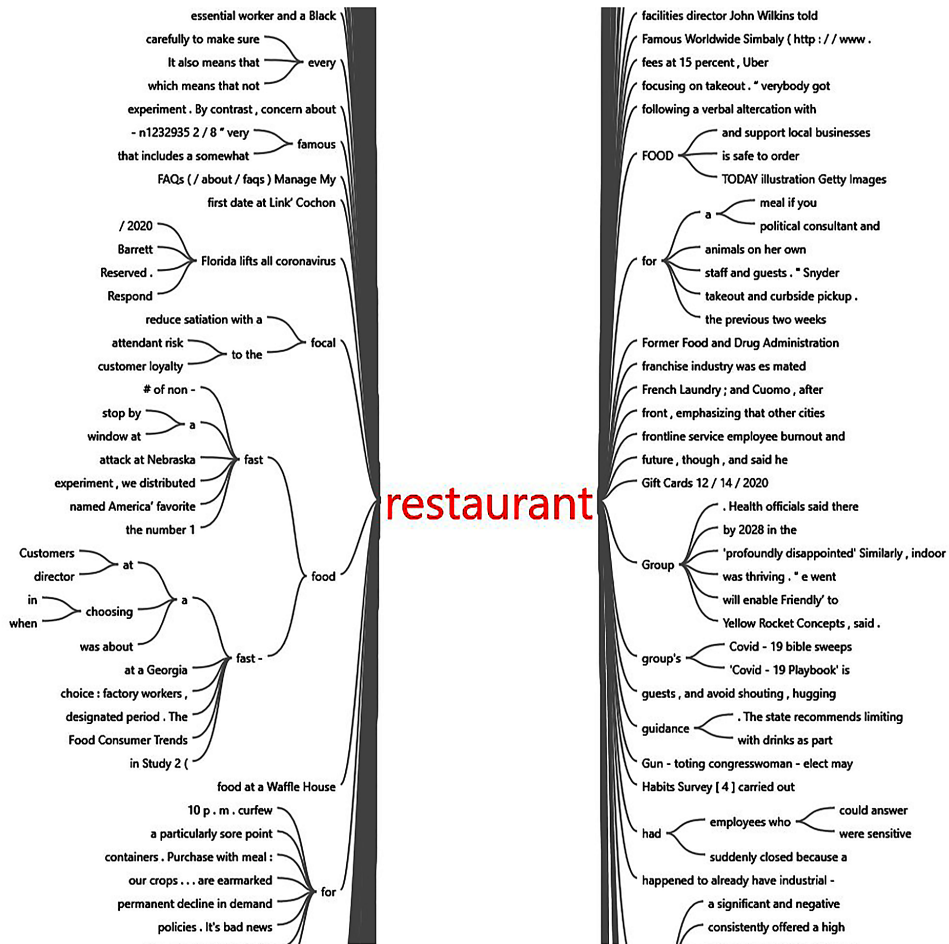 essential worker and a Black
carefully to make sure
It also means that
every
which means that not
experiment . By contrast , concern about
- n1232935 2 / 8 " very
famous
that includes a somewhat
FAQs ( / about / faqs ) Manage My
first date at Link' Cochon
/ 2020
Barrett
Florida lifts all coronavirus
Reserved .
Respond
reduce satiation with a
focal
attendant risk
to the
customer loyalty
# of non -
stop by
a
window at
attack at Nebraska
fast
experiment , we distributed
named America' favorite
the number 1
food
Customers
at
director
in
choosing
when
a
was about
fast -
at a Georgia
choice : factory workers ,
designated period . The
Food Consumer Trends
in Study 2 (
food at a Waffle House
10 p . m . curfew
a particularly sore point
containers . Purchase with meal :
our crops . . . are earmarked
for
permanent decline in demand
policies . It's bad news
restaurant
facilities director John Wilkins told
Famous Worldwide Simbaly ( http : / / www .
fees at 15 percent , Uber
focusing on takeout . " verybody got
following a verbal altercation with
FOOD
and support local businesses
is safe to order
TODAY illustration Getty Images
for
a
meal if you
political consultant and
animals on her own
staff and guests . " Snyder
takeout and curbside pickup .
the previous two weeks
Former Food and Drug Administration
franchise industry was es mated
French Laundry ; and Cuomo , after
front , emphasizing that other cities
frontline service employee burnout and
future , though , and said he
Gift Cards 12 / 14 / 2020
Group
. Health officials said there
by 2028 in the
'profoundly disappointed' Similarly , indoor
was thriving . " e went
will enable Friendly' to
Yellow Rocket Concepts , said .
group's
Covid - 19 bible sweeps
'Covid - 19 Playbook' is
guests , and avoid shouting , hugging
guidance
. The state recommends limiting
with drinks as part
Gun - toting congresswoman - elect may
Habits Survey [ 4 ] carried out
had
employees who
could answer
were sensitive
suddenly closed because a
happened to already have industrial -
a significant and negative
consistently offered a high